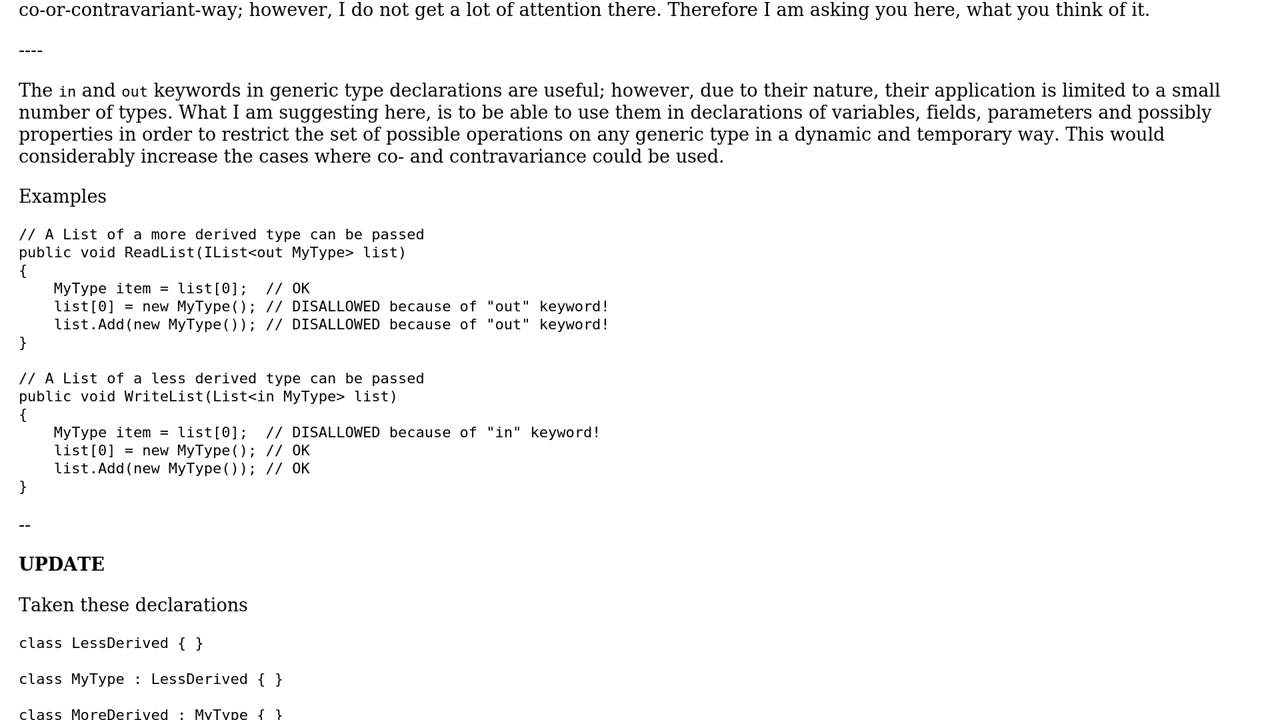 co-or-contravariant-way; however, I do not get a lot of attention there. Therefore I am asking you here, what you think of it.
----
The in and out keywords in generic type declarations are useful; however, due to their nature, their application is limited to a small
number of types. What I am suggesting here, is to be able to use them in declarations of variables, fields, parameters and possibly
properties in order to restrict the set of possible operations on any generic type in a dynamic and temporary way. This would
considerably increase the cases where co- and contravariance could be used.
Examples
// A List of a more derived type can be passed
public void ReadList(IList<out MyType> list)
{
    MyType item = list[0];  // OK
    list[0] = new MyType(); // DISALLOWED because of "out" keyword!
    list.Add(new MyType()); // DISALLOWED because of "out" keyword!
}
// A List of a less derived type can be passed
public void WriteList(List<in MyType> list)
{
    MyType item = list[0];  // DISALLOWED because of "in" keyword!
    list[0] = new MyType(); // OK
    list.Add(new MyType()); // OK
}
--
UPDATE
Taken these declarations
class LessDerived { }
class MyType : LessDerived { }
class MoreDerived : MyType { }